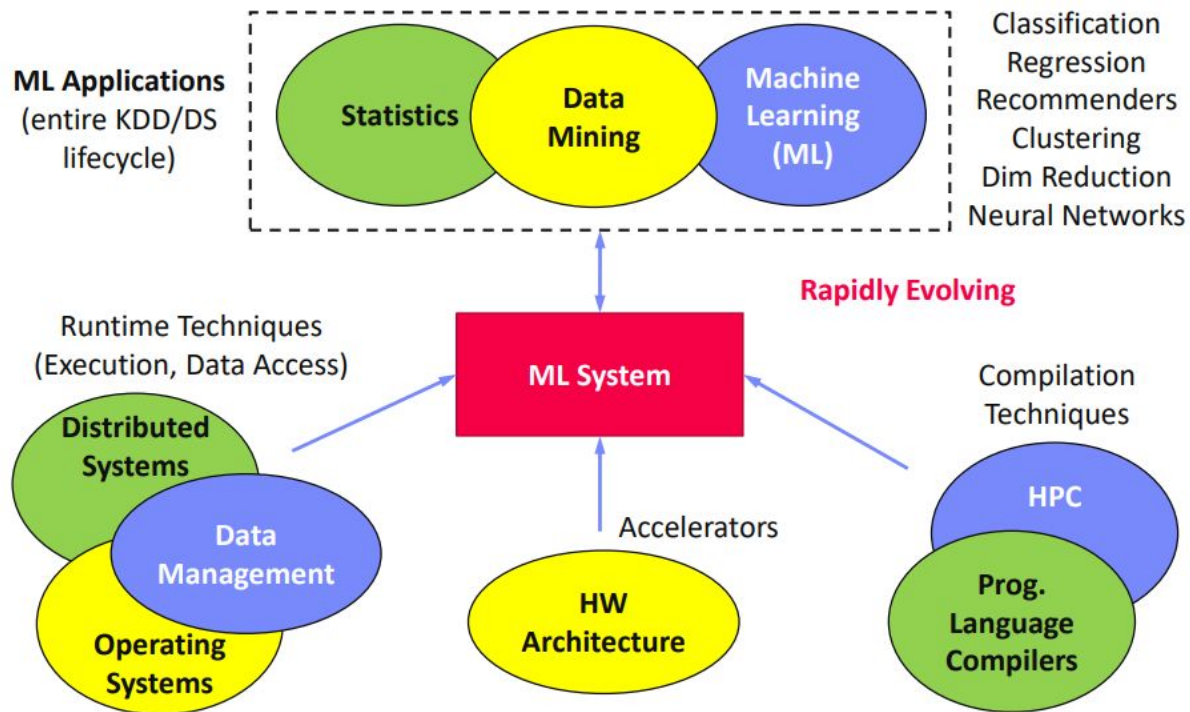 ML Applications
(entire KDD/DS
lifecycle)
Statistics
Data
Mining
Machine
Learning
(ML)
Classification
Regression
Recommenders
Clustering
Dim Reduction
Neural Networks
Rapidly Evolving
Runtime Techniques
(Execution, Data Access)
ML System
Compilation
Techniques
Distributed
Systems
Data
Management
Operating
Systems
Accelerators
HW
Architecture
HPC
Prog.
Language
Compilers